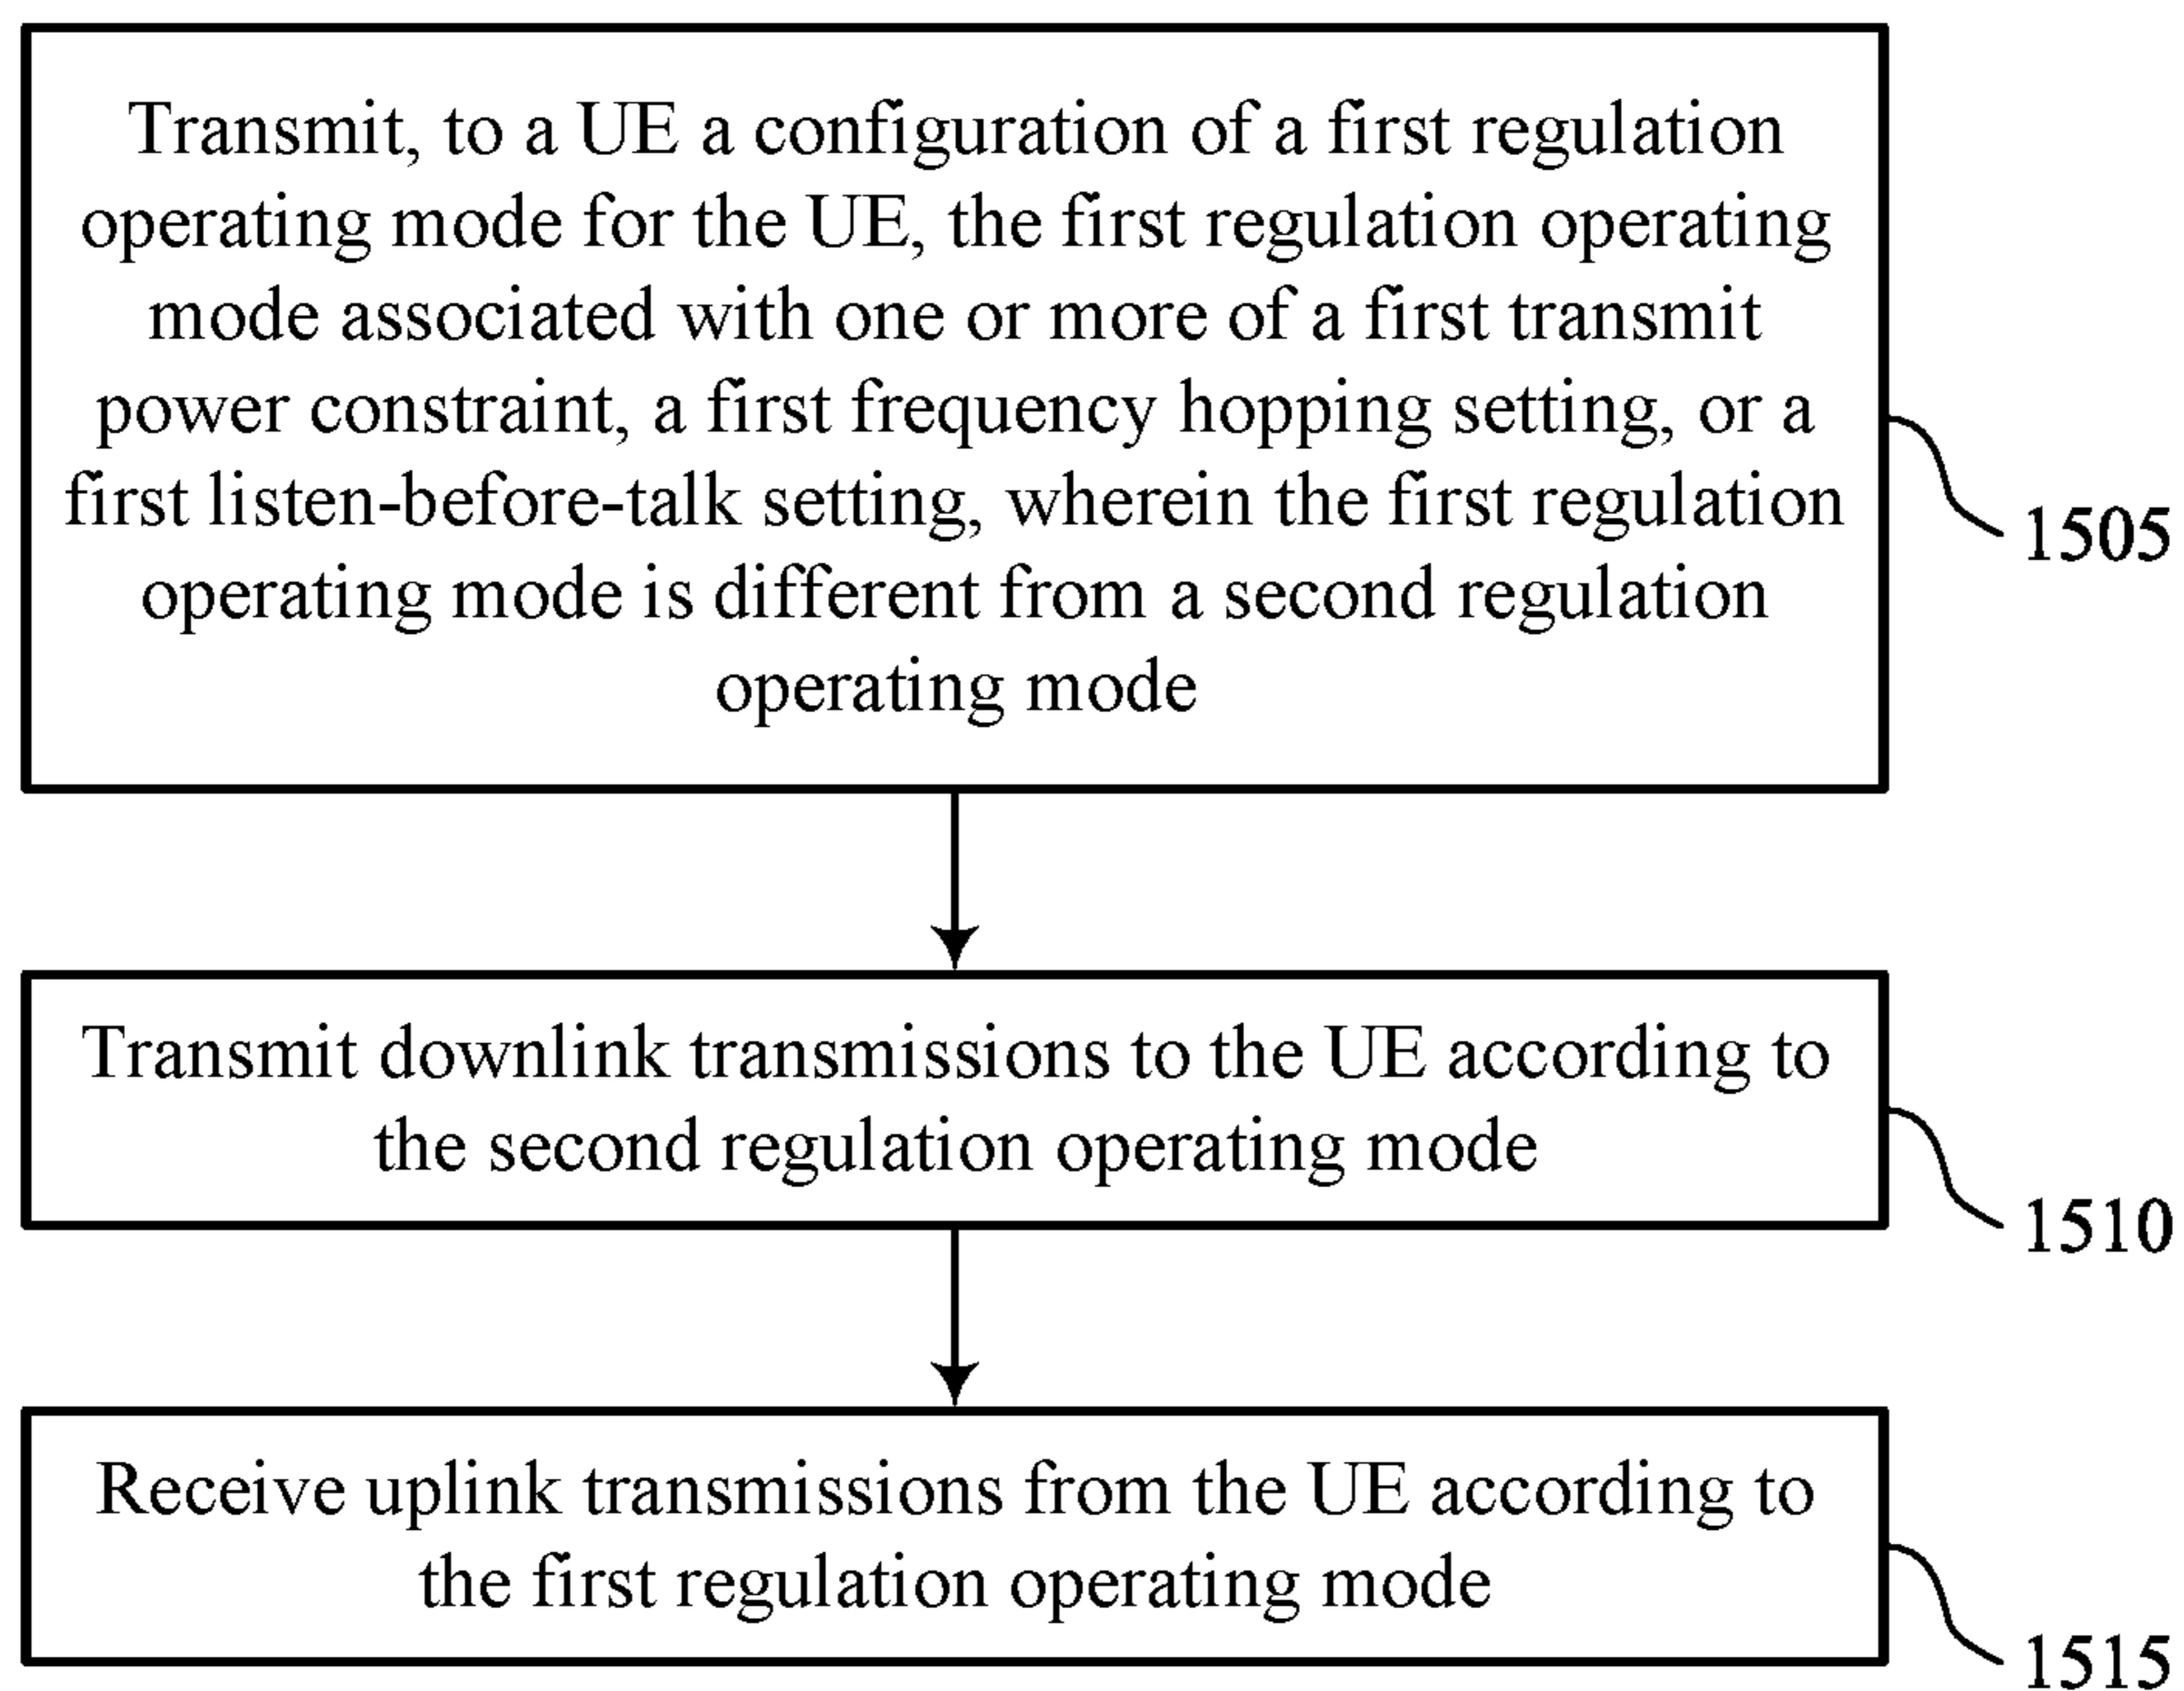 Transmit, to a UE a configuration of a first regulation
operating mode for the UE, the first regulation operating
mode associated with one or more of a first transmit
power constraint, a first frequency hopping setting, or a
first listen-before-talk setting, wherein the first regulation
operating mode is different from a second regulation
operating mode
1505
Transmit downlink transmissions to the UE according to
the second regulation operating mode
1510
Receive uplink transmissions from the UE according to
the first regulation operating mode
1515